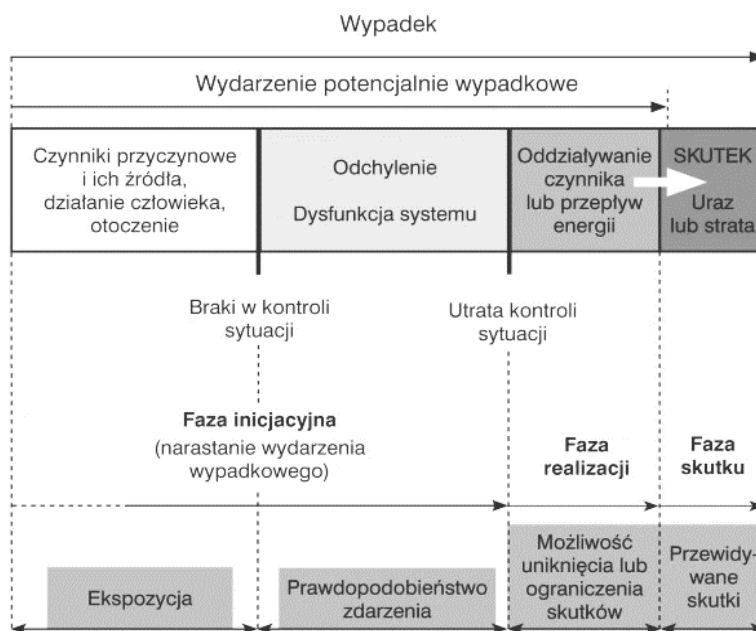 Wypadek
Wydarzenie potencjalnie wypadkowe
Czynniki przyczynowe
i ich źródła,
działanie człowieka,
otoczenie
Odchylenie
Dysfunkcja systemu
Oddziaływanie
czynnika
lub przepływ
energii
SKUTEK
Uraz
lub strata
Braki w kontroli
sytuacji
Utrata kontroli
sytuacji
Faza inicjacyjna
(narastanie wydarzenia
wypadkowego)
Faza
realizacji
Faza
skutku
Ekspozycja
Prawdopodobieństwo
zdarzenia
Możliwość
uniknięcia lub
ograniczenia
skutków
Przewidy-
wane
skutki